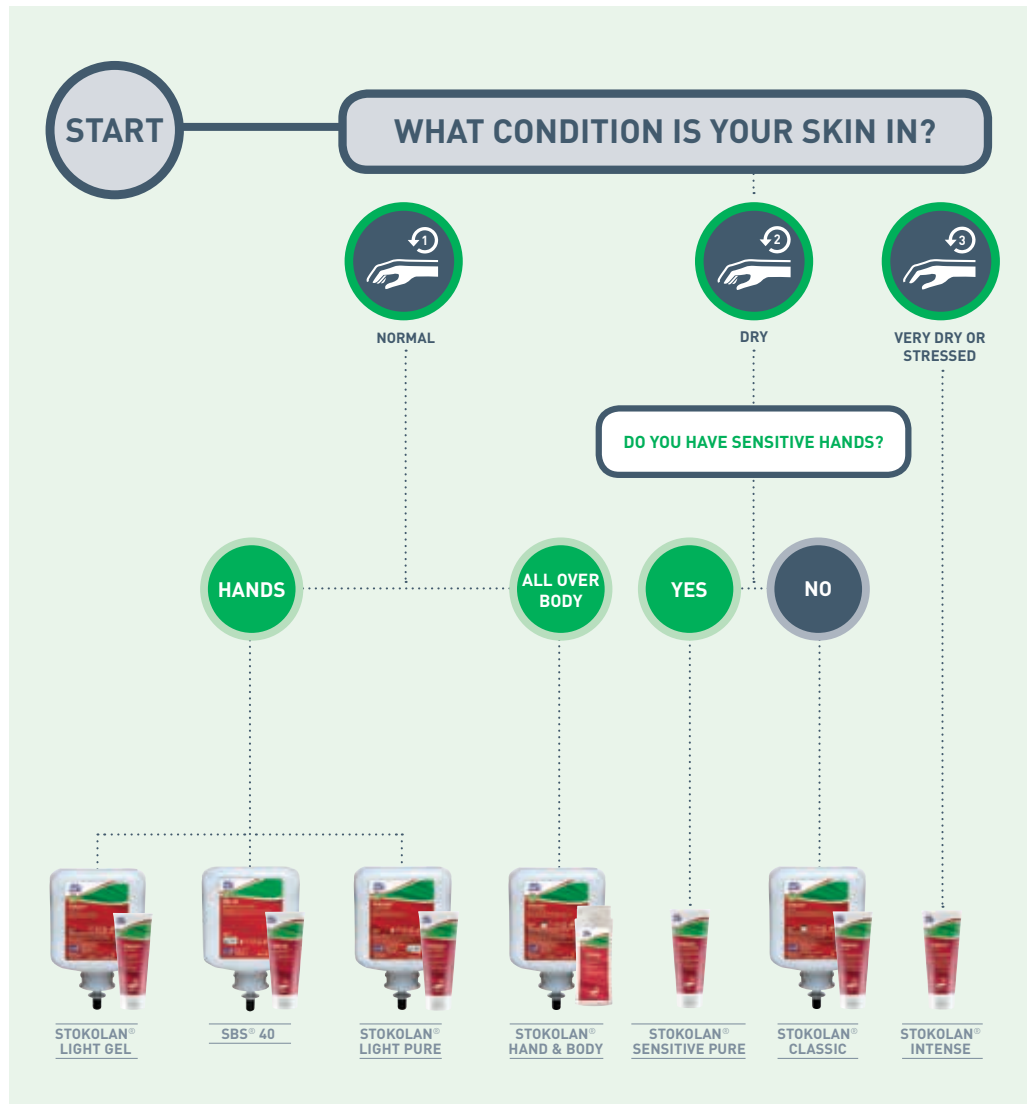 START
WHAT CONDITION IS YOUR SKIN IN?
1
2
3
NORMAL
DRY
VERY DRY OR
STRESSED
DO YOU HAVE SENSITIVE HANDS?
HANDS
ALL OVER
BODY
YES
NO
STOKOLAN®
LIGHT GEL
SBS® 40
STOKOLAN®
LIGHT PURE
STOKOLAN®
HAND & BODY
STOKOLAN®
SENSITIVE PURE
STOKOLAN®
CLASSIC
STOKOLAN®
INTENSE